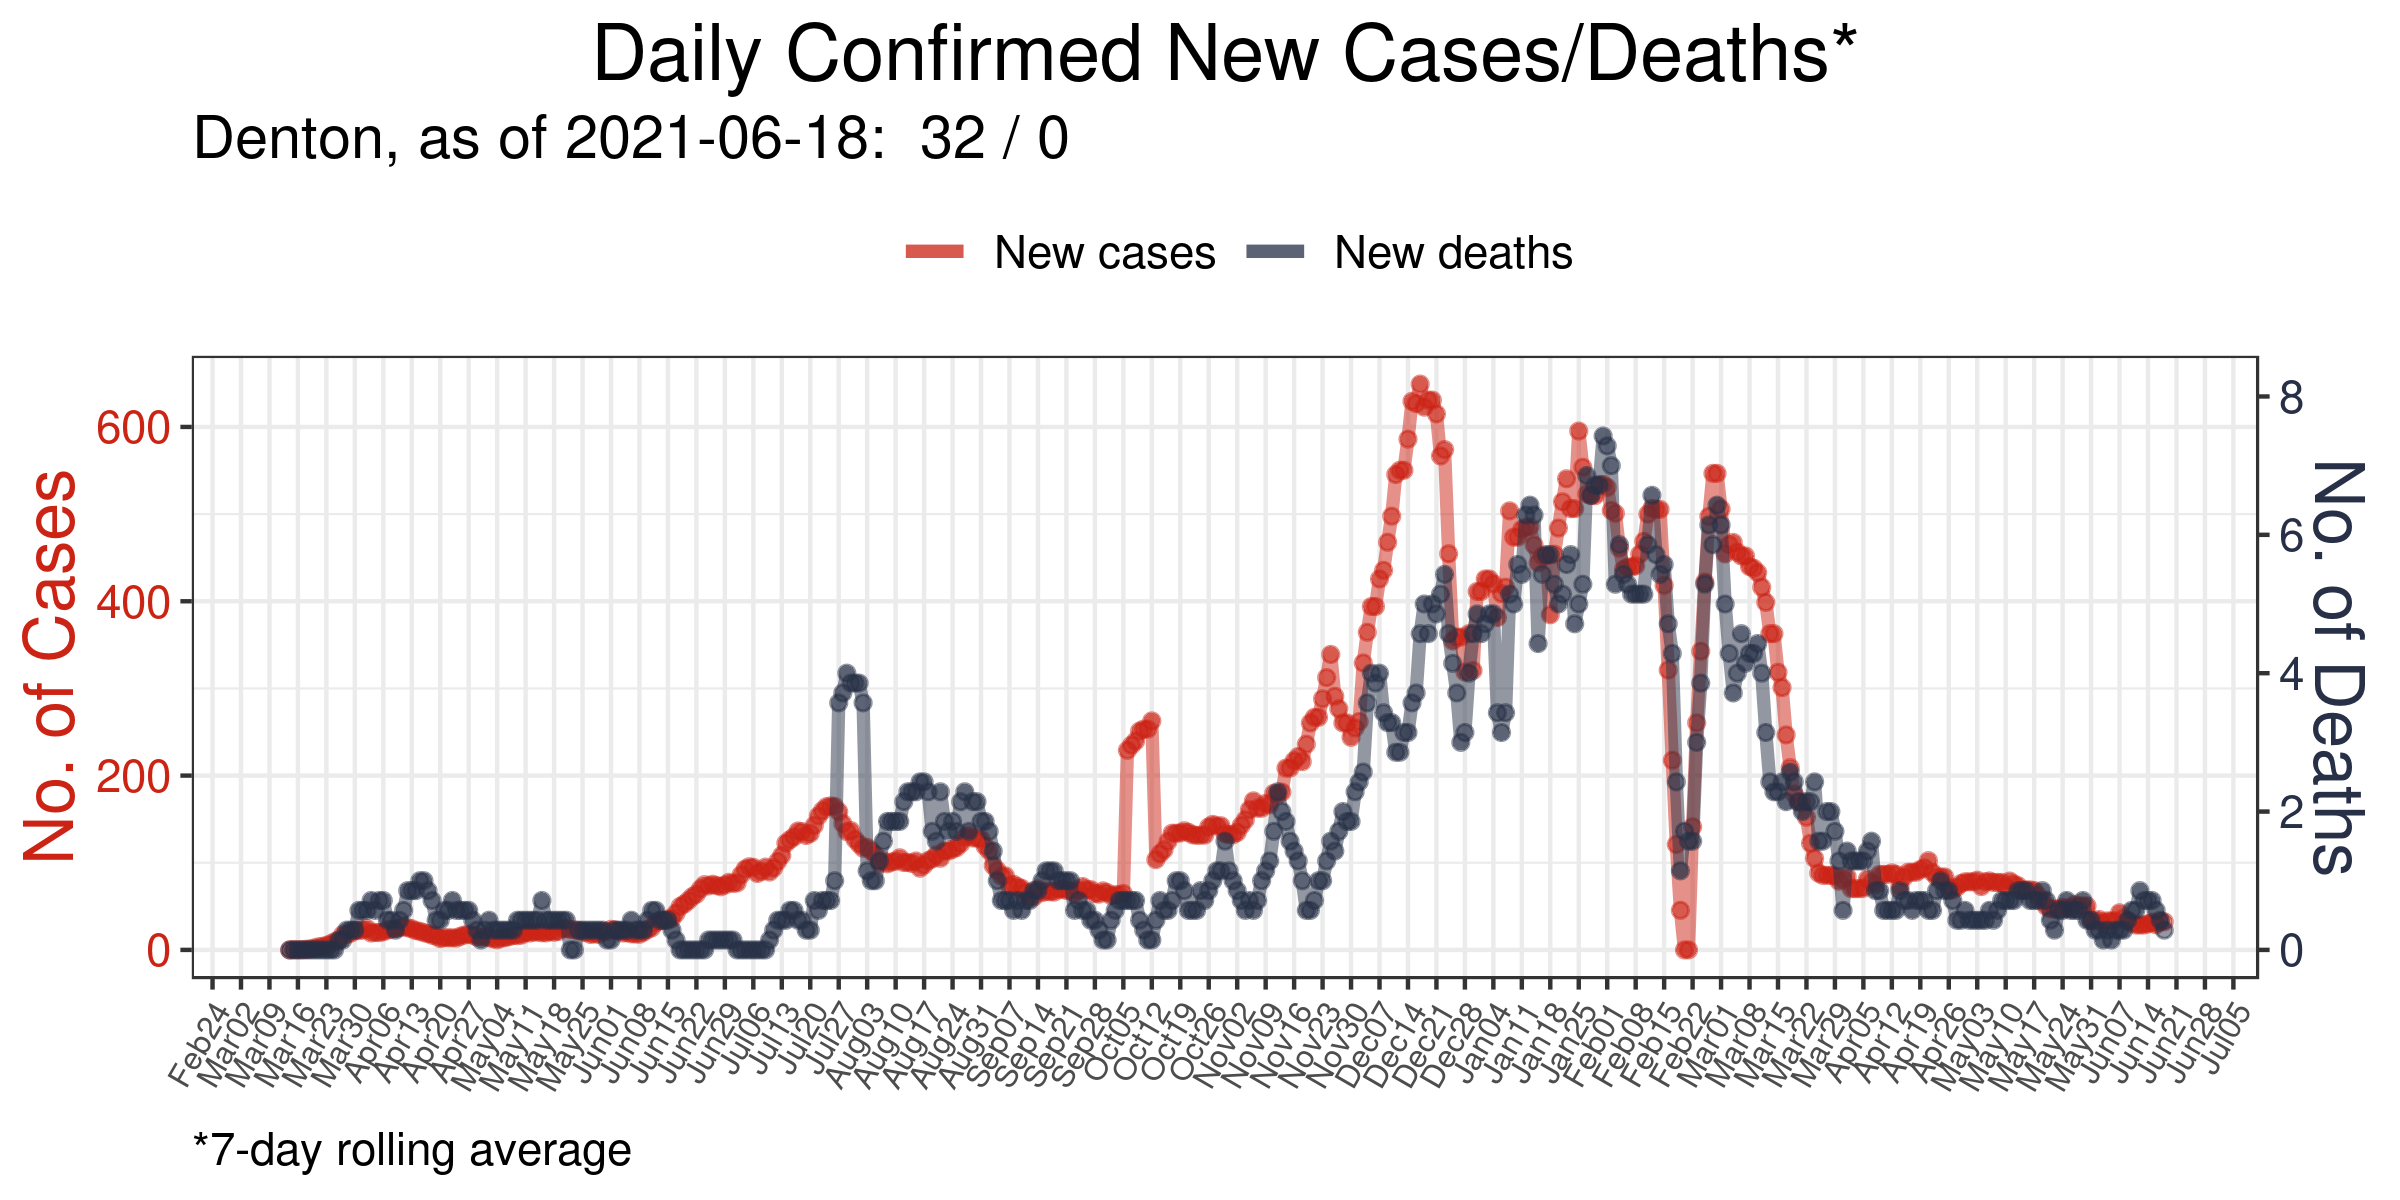 Daily Confirmed New Cases/Deaths*
Denton, as of 2021-06-18:  32 / 0
New cases
New deaths
No. of Cases
600
400
200
0
8
6
4
2
0
No. of Deaths
Feb24
Mar02
Mar09
Mar16
Mar23
Mar30
Apr06
Apr13
Apr20
Apr27
May04
May11
May18
May25
Jun01
Jun08
Jun15
Jun22
Jun29
Jul06
Jul13
Jul20
Jul27
Aug03
Aug10
Aug17
Aug24
Aug31
Sep07
Sep14
Sep21
Sep28
Oct05
Oct12
Oct19
Oct26
Nov02
Nov09
Nov16
Nov23
Nov30
Dec07
Dec14
Dec21
Dec28
Jan04
Jan11
Jan18
Jan25
Feb01
Feb08
Feb15
Feb22
Mar01
Mar08
Mar15
Mar22
Mar29
Apr05
Apr12
Apr19
Apr26
May03
May10
May17
May24
May31
Jun07
Jun14
Jun21
Jun28
Jul05
*7-day rolling average